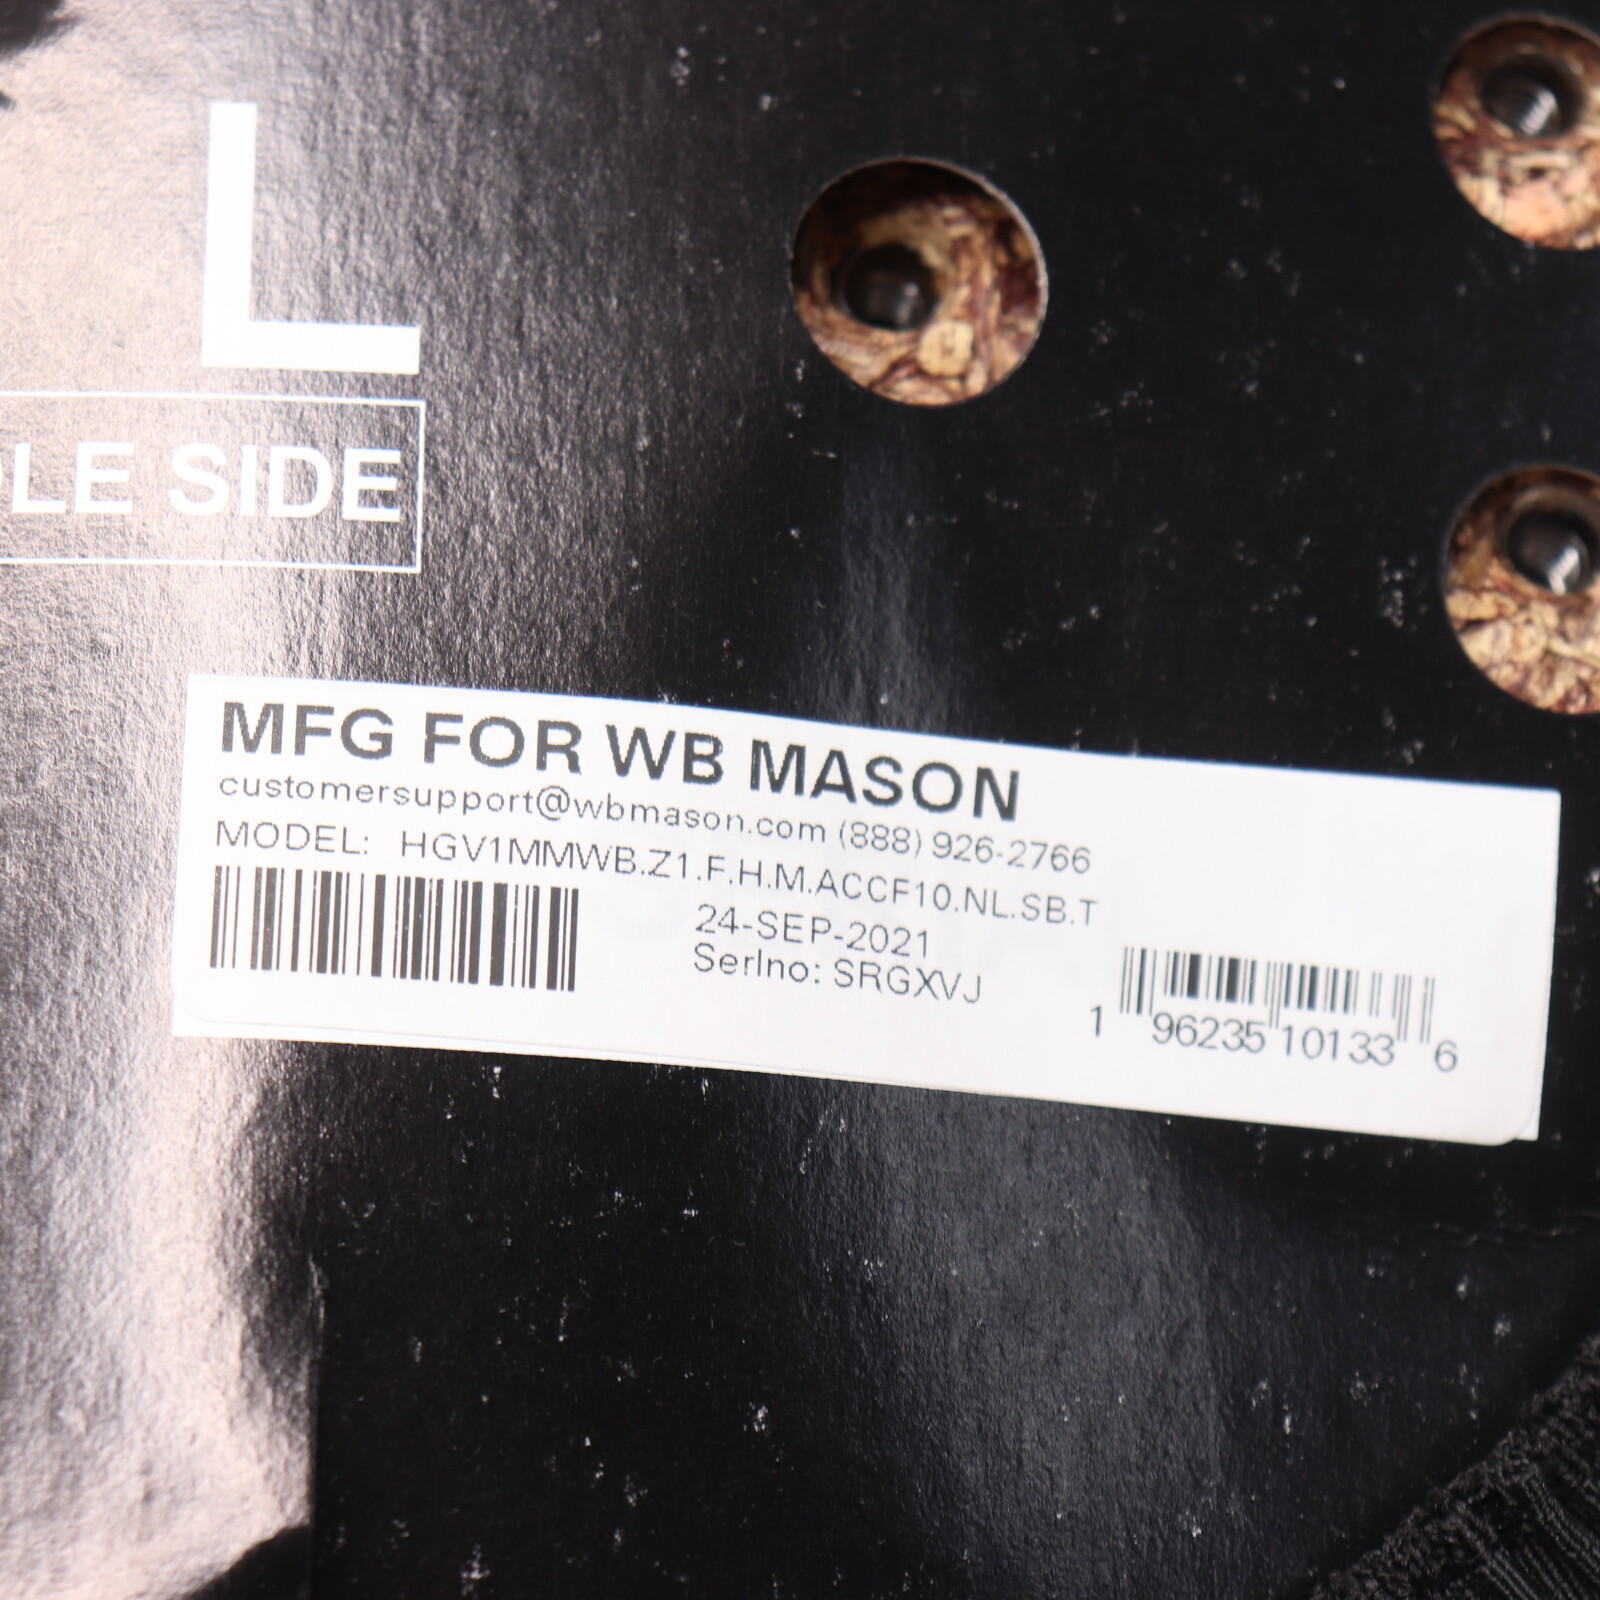 L
SIDE
MFG FOR WB MASON
customersupport@wbmason.com (888) 926-2766
MODEL: HGV1MMWB.Z1.F.H.M.ACCF10.NL.SB.T
24-SEP-2021
Serlno: SRGXVJ
1 96235 10133 6